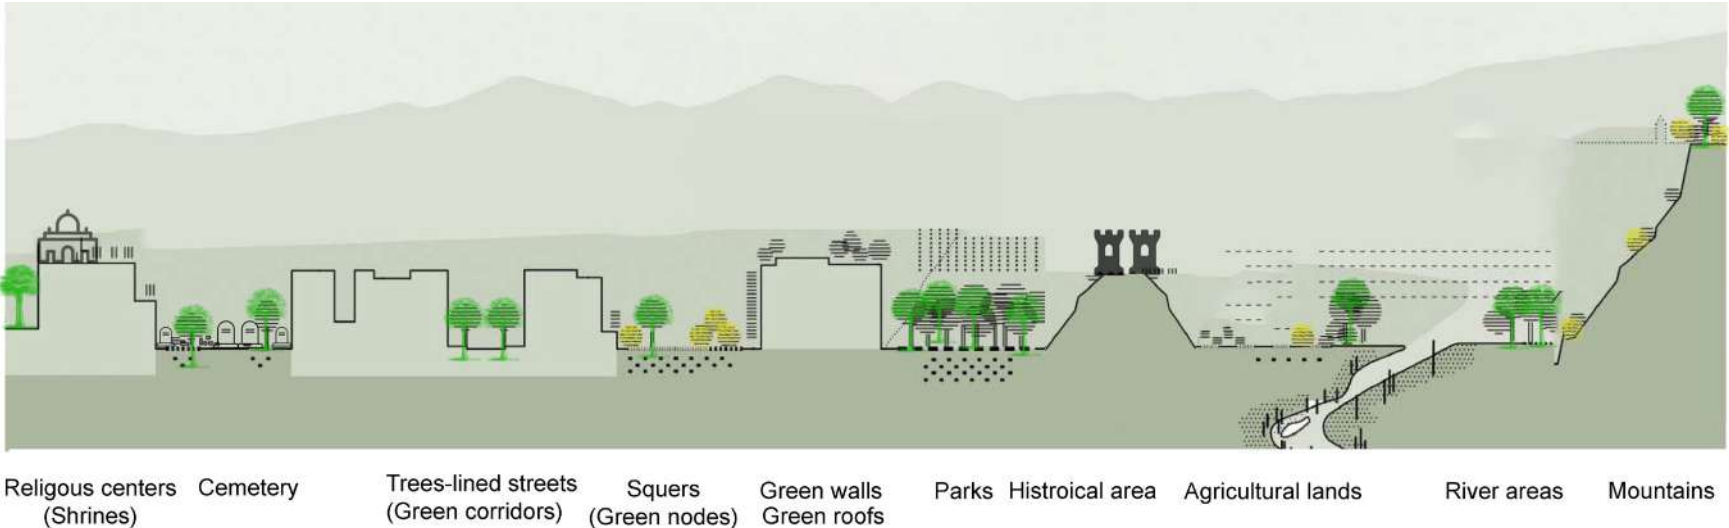 Religous centers
(Shrines)
Cemetery
Trees-lined streets
(Green corridors)
Squers
(Green nodes)
Green walls
Green roofs
Parks
Histroical area
Agricultural lands
River areas
Mountains